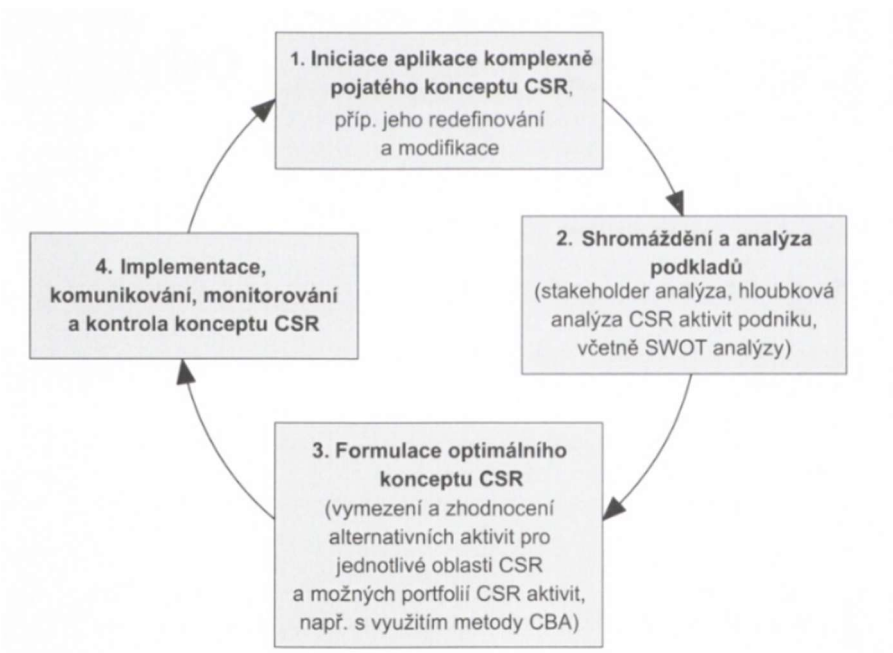 1. Iniciace aplikace komplexně
pojatého konceptu CSR,
příp. jeho redefinování
a modifikace
2. Shromáždění a analýza
podkladů
(stakeholder analýza, hloubková
analýza CSR aktivit podniku,
včetně SWOT analýzy)
3. Formulace optimálního
konceptu CSR
(vymezení a zhodnocení
alternativních aktivit pro
jednotlivé oblasti CSR
a možných portfolií CSR aktivit,
např. s využitím metody CBA)
4. Implementace,
komunikování, monitorování
a kontrola konceptu CSR